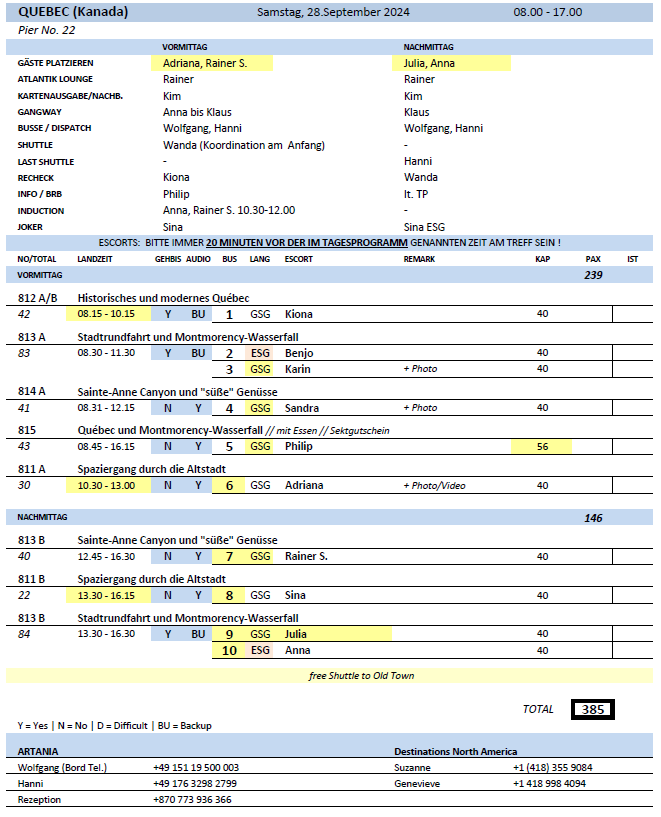 QUEBEC (Kanada) Samstag, 28.September 2024 08.00 - 17.00
Pier No. 22
VORMITTAG NACHMITTAG
GÄSTE PLATZIEREN Adriana, Rainer S. Julia, Anna
ATLANTIK LOUNGE Rainer Rainer
KARTENAUSGABE/NACHB. Kim Kim
GANGWAY Anna bis Klaus Klaus
BUSSE / DISPATCH Wolfgang, Hanni Wolfgang, Hanni
SHUTTLE Wanda (Koordination am Anfang) -
LAST SHUTTLE - Hanni
RECHECK Kiona Wanda
INFO / BRB Philip lt. TP
INDUCTION Anna, Rainer S. 10.30-12.00 -
JOKER Sina Sina ESG
ESCORTS: BITTE IMMER 20 MINUTEN VOR DER IM TAGESPROGRAMM GENANNTEN ZEIT AM TREFF SEIN !
NO/TOTAL LANDZEIT GEHBIS AUDIO BUS LANG ESCORT REMARK KAP PAX IST
VORMITTAG 239
812 A/B Historisches und modernes Québec
42 08.15 - 10.15 Y BU 1 GSG Kiona 40
813 A Stadtrundfahrt und Montmorency-Wasserfall
83 08.30 - 11.30 Y BU 2 ESG Benjo 40
3 GSG Karin + Photo 40
814 A Sainte-Anne Canyon und "süße" Genüsse
41 08.31 - 12.15 N Y 4 GSG Sandra + Photo 40
815 Québec und Montmorency-Wasserfall // mit Essen // Sektgutschein
43 08.45 - 16.15 N Y 5 GSG Philip 56
811 A Spaziergang durch die Altstadt
30 10.30 - 13.00 N Y 6 GSG Adriana + Photo/Video 40
NACHMITTAG 146
813 B Sainte-Anne Canyon und "süße" Genüsse
40 12.45 - 16.30 N Y 7 GSG Rainer S. 40
811 B Spaziergang durch die Altstadt
22 13.30 - 16.15 N Y 8 GSG Sina 40
813 B Stadtrundfahrt und Montmorency-Wasserfall
84 13.30 - 16.30 Y BU 9 GSG Julia 40
10 ESG Anna 40
free Shuttle to Old Town
TOTAL 385
Y = Yes | N = No | D = Difficult | BU = Backup
ARTANIA Destinations North America
Wolfgang (Bord Tel.) +49 151 19 500 003 Suzanne +1 (418) 355 9084
Hanni +49 176 3298 2799 Genevieve +1 418 998 4094
Rezeption +870 773 936 366